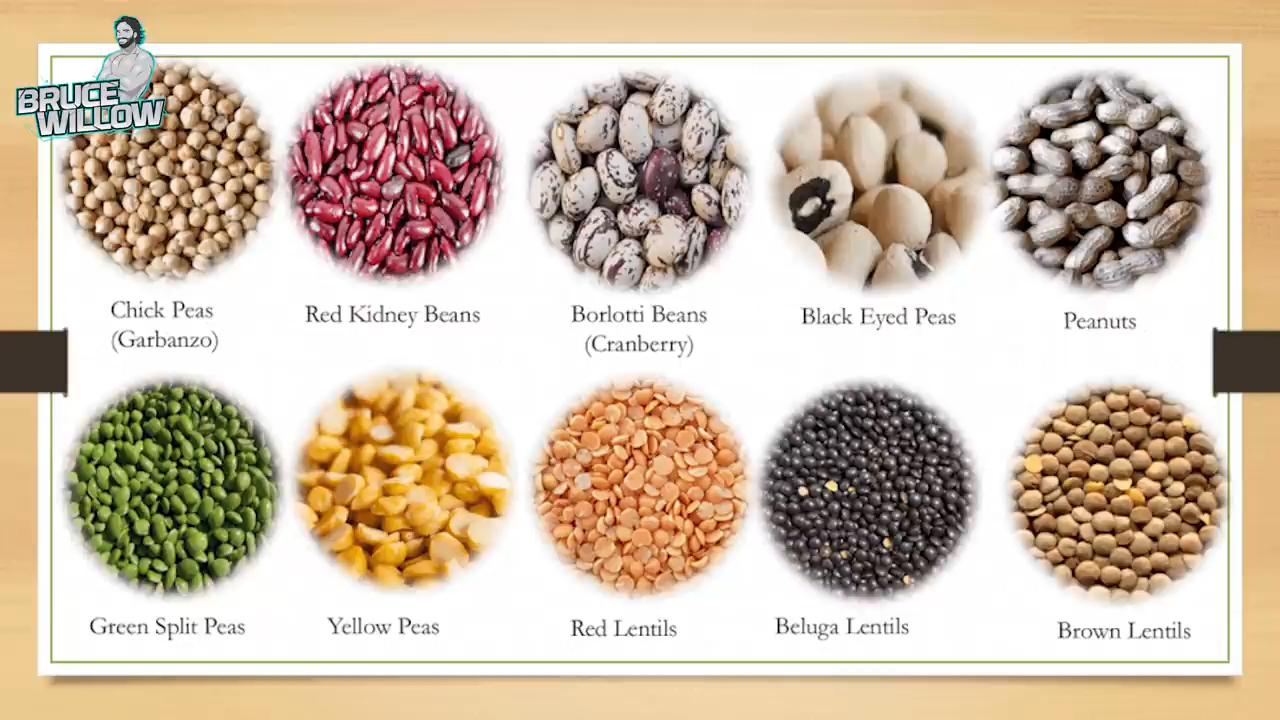 BRUCE
WILLOW
Chick Peas
(Garbanzo)
Red Kidney Beans
Borlotti Beans
(Cranberry)
Black Eyed Peas
Peanuts
Green Split Peas
Yellow Peas
Red Lentils
Beluga Lentils
Brown Lentils